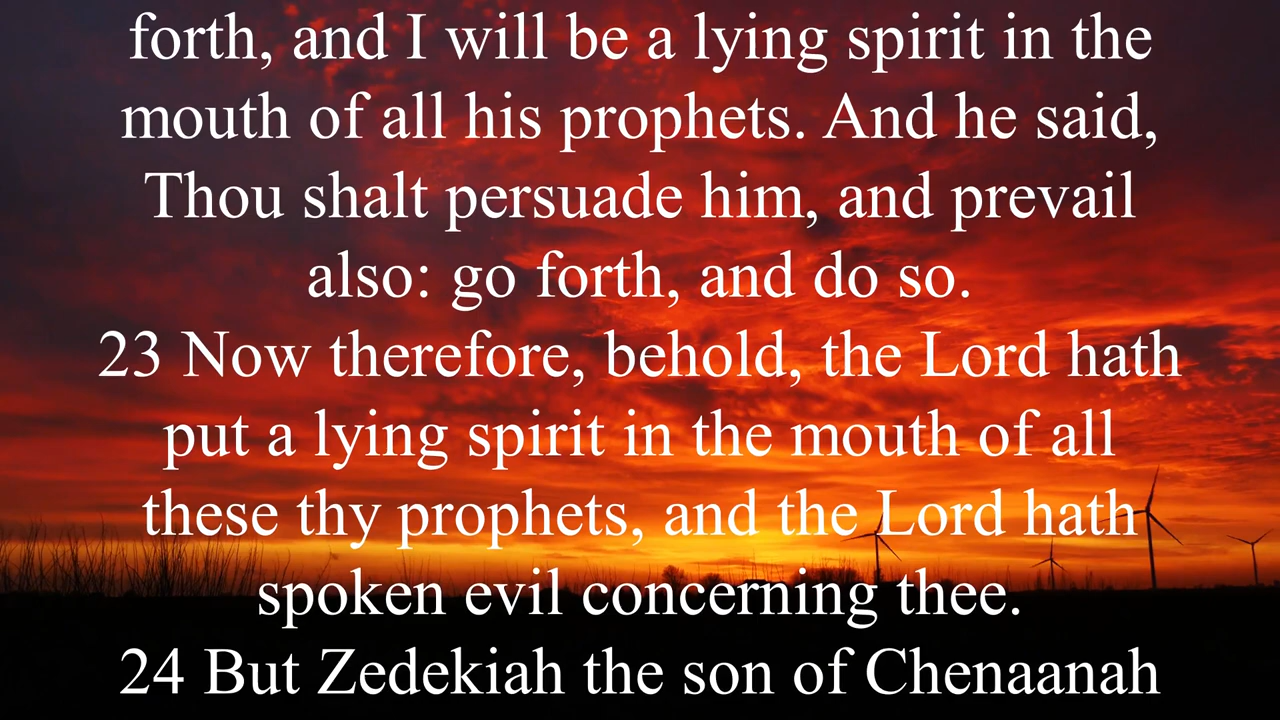 forth, and I will be a lying spirit in the
mouth of all his prophets. And he said,
Thou shalt persuade him, and prevail
also: go forth, and do so.
23 Now therefore, behold, the Lord hath
put a lying spirit in the mouth of all
these thy prophets, and the Lord hath
spoken evil concerning thee.
24 But Zedekiah the son of Chenaanah